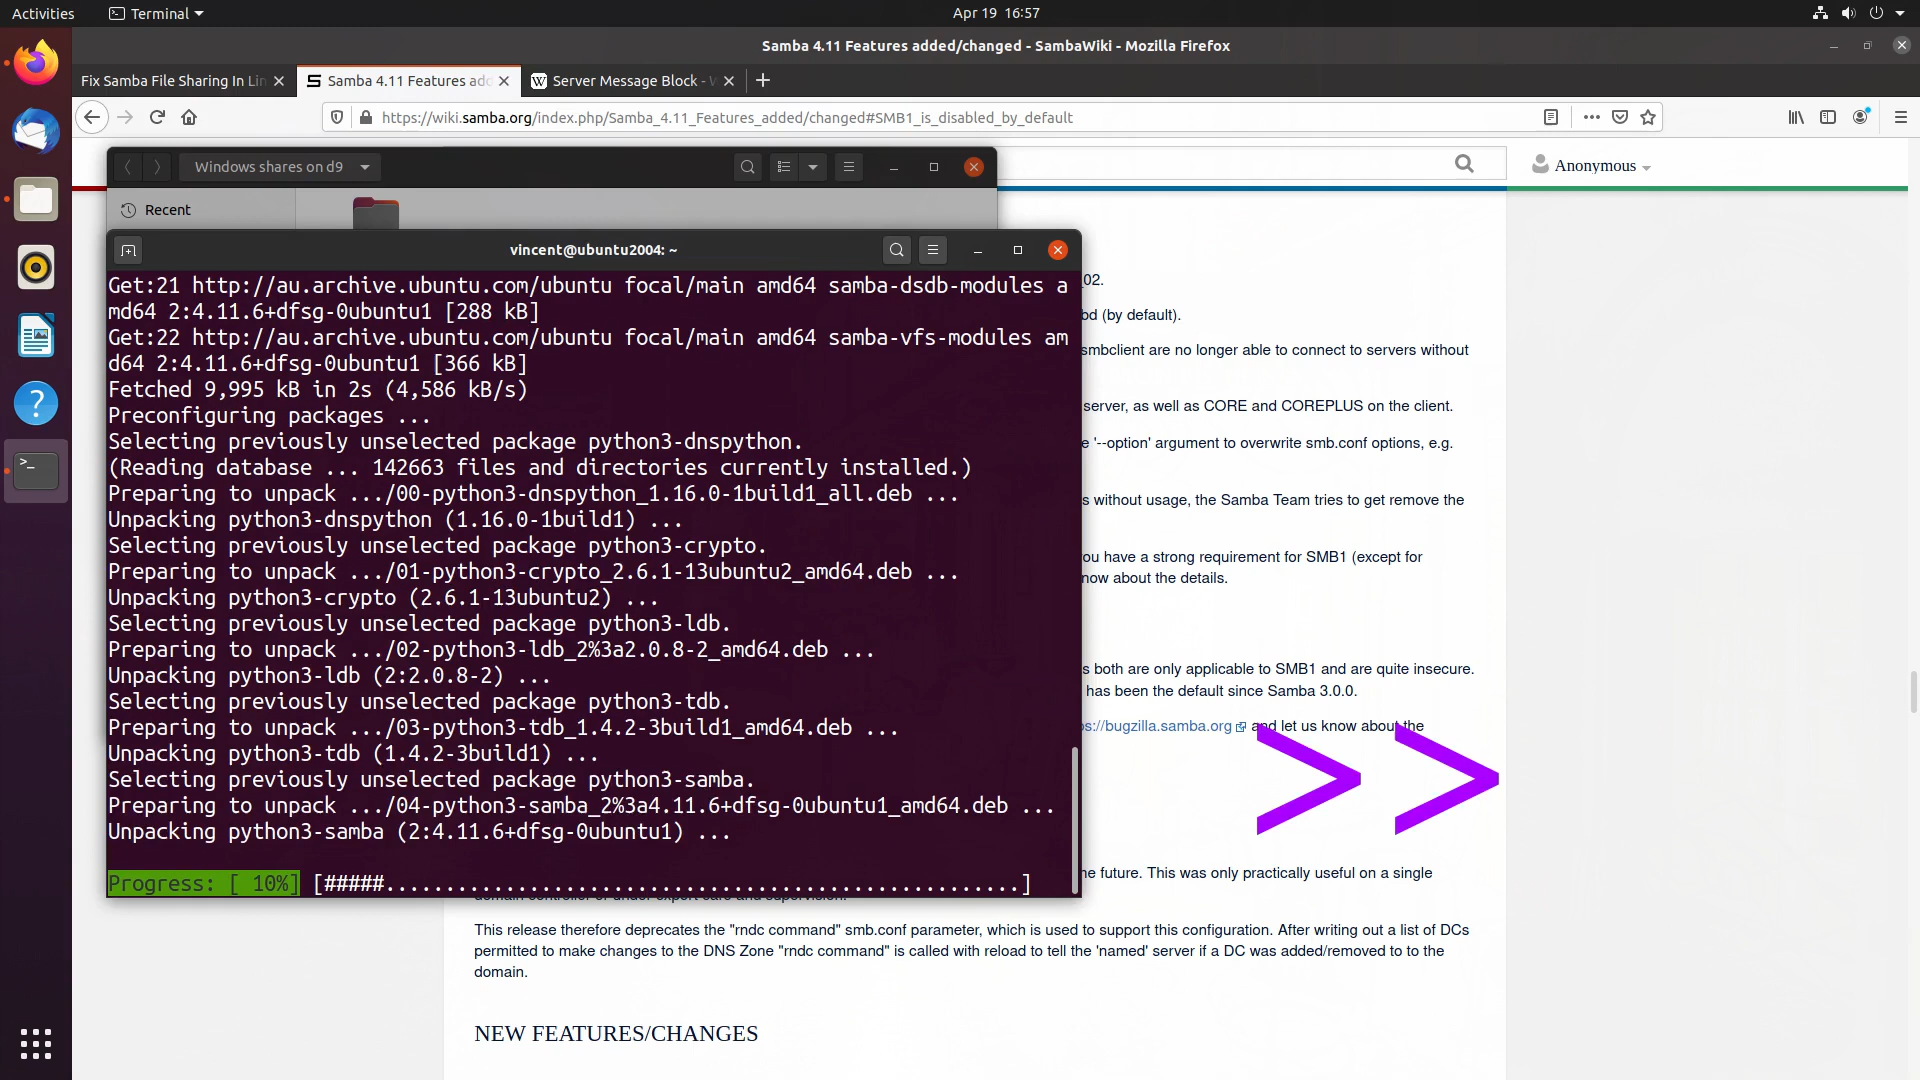 Activities
Terminal
Apr 19 16:57
Samba 4.11 Features added/changed - SambaWiki - Mozilla Firefox
Fix Samba File Sharing In Lin
Samba 4.11 Features add
Server Message Block -
https://wiki.samba.org/index.php/Samba_4.11_Features_added/changed#SMB1_is_disabled_by_default
Windows shares on d9
Anonymous
Recent
vincent@ubuntu2004: ~
Get:21 http://au.archive.ubuntu.com/ubuntu focal/main amd64 samba-dsdb-modules a
md64 2:4.11.6+dfsg-0ubuntu1 [288 kB]
Get:22 http://au.archive.ubuntu.com/ubuntu focal/main amd64 samba-vfs-modules am
d64 2:4.11.6+dfsg-0ubuntu1 [366 kB]
Fetched 9,995 kB in 2s (4,586 kB/s)
Preconfiguring packages ...
Selecting previously unselected package python3-dnspython.
(Reading database ... 142663 files and directories currently installed.)
Preparing to unpack .../00-python3-dnspython_1.16.0-1build1_all.deb ...
Unpacking python3-dnspython (1.16.0-1build1) ...
Selecting previously unselected package python3-crypto.
Preparing to unpack .../01-python3-crypto_2.6.1-13ubuntu2_amd64.deb ...
Unpacking python3-crypto (2.6.1-13ubuntu2) ...
Selecting previously unselected package python3-ldb.
Preparing to unpack .../02-python3-ldb_2%3a2.0.8-2_amd64.deb ...
Unpacking python3-ldb (2:2.0.8-2) ...
Selecting previously unselected package python3-tdb.
Preparing to unpack .../03-python3-tdb_1.4.2-3build1_amd64.deb ...
Unpacking python3-tdb (1.4.2-3build1) ...
Selecting previously unselected package python3-samba.
Preparing to unpack .../04-python3-samba_2%3a4.11.6+dfsg-0ubuntu1_amd64.deb ...
Unpacking python3-samba (2:4.11.6+dfsg-0ubuntu1) ...
Progress: [ 10%] [#####.....................................................]
_02.
bd (by default).
smbclient are no longer able to connect to servers without
server, as well as CORE and COREPLUS on the client.
e '--option' argument to overwrite smb.conf options, e.g.
s without usage, the Samba Team tries to get remove the
ou have a strong requirement for SMB1 (except for
now about the details.
s both are only applicable to SMB1 and are quite insecure.
has been the default since Samba 3.0.0.
ps://bugzilla.samba.org and let us know about the
>>
he future. This was only practically useful on a single
This release therefore deprecates the "rndc command" smb.conf parameter, which is used to support this configuration. After writing out a list of DCs
permitted to make changes to the DNS Zone "rndc command" is called with reload to tell the 'named' server if a DC was added/removed to to the
domain.
NEW FEATURES/CHANGES